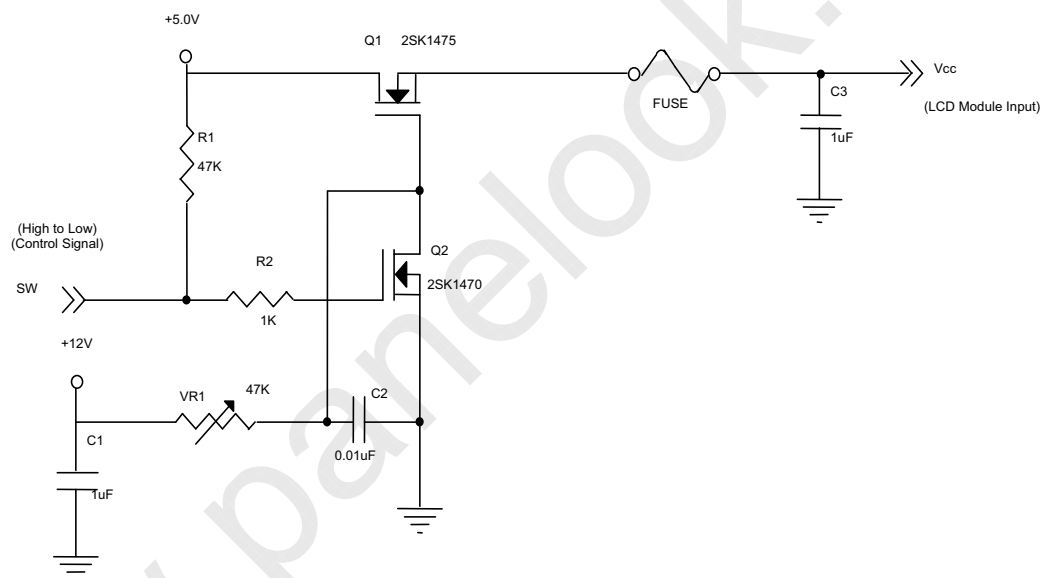 +5.0V
Q1 2SK1475
Vcc
FUSE
C3
(LCD Module Input)
R1
1uF
47K
(High to Low)
(Control Signal)
Q2
R2
SW
2SK1470
1K
+12V
VR1
47K
C2
C1
0.01uF
1uF
panelook.